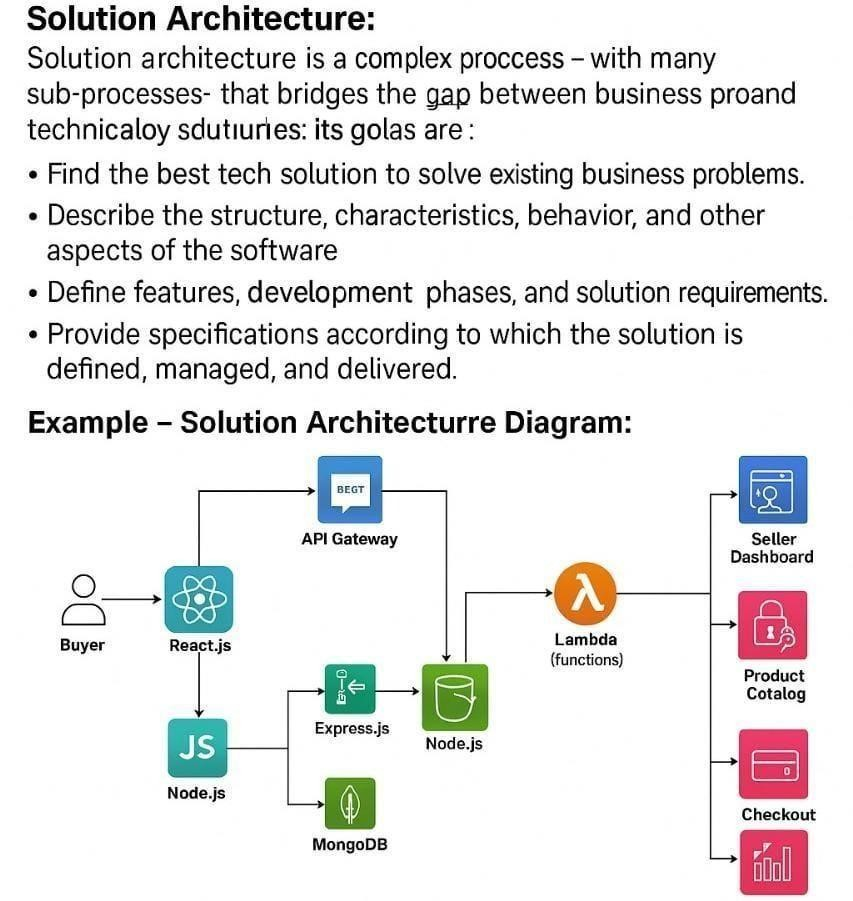 Solution Architecture:
Solution architecture is a complex proccess – with many
sub-processes- that bridges the gap between business proand
technicaloy its golas are :
• Find the best tech solution to solve existing business problems.
• Describe the structure, characteristics, behavior, and other
aspects of the software
• Define features, development phases, and solution requirements.
• Provide specifications according to which the solution is
defined, managed, and delivered.
Example – Solution Architecturre Diagram:
BEGT
API Gateway
Seller
Dashboard
Buyer
React.js
λ
Lambda
(functions)
Product
Cotalog
Express.js
Node.js
JS
Node.js
MongoDB
Checkout